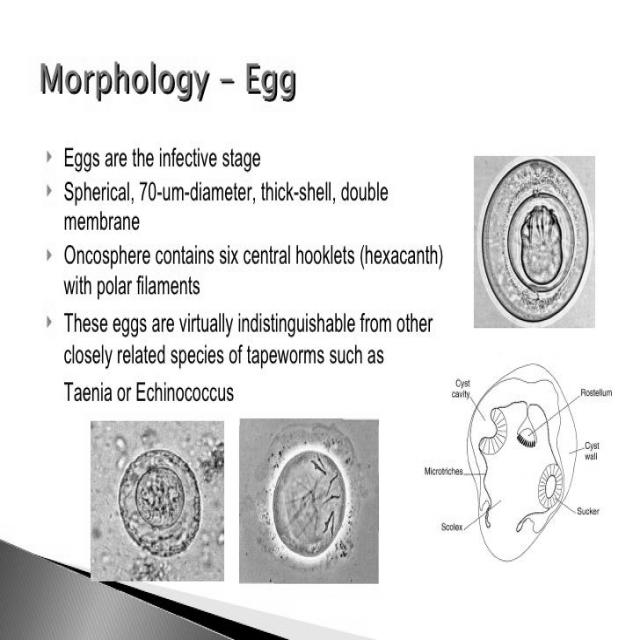 Morphology – Egg
Eggs are the infective stage
Spherical, 70-um-diameter, thick-shell, double
membrane
Oncosphere contains six central hooklets (hexacanth)
with polar filaments
These eggs are virtually indistinguishable from other
closely related species of tapeworms such as
Taenia or Echinococcus
Cyst
cavity
Rostellum
Cyst
wall
Microtriches
Sucker
Scolex